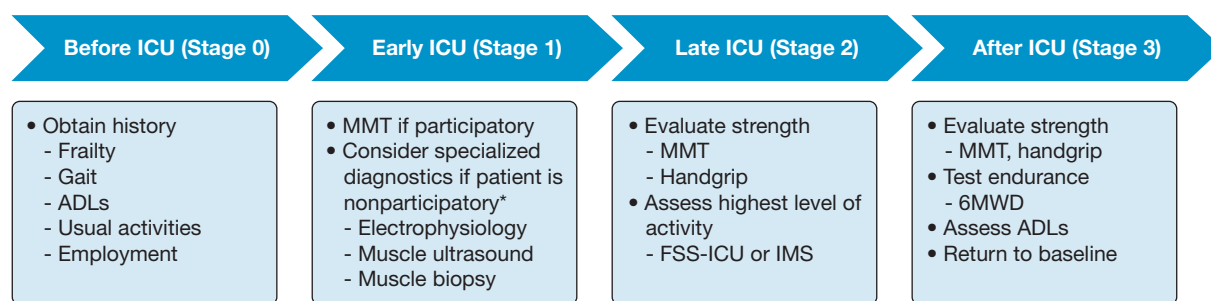 Before ICU (Stage 0)
Early ICU (Stage 1)
Late ICU (Stage 2)
After ICU (Stage 3)
• Obtain history
- Frailty
- Gait
- ADLs
- Usual activities
- Employment
• MMT if participatory
• Consider specialized
diagnostics if patient is
nonparticipatory*
- Electrophysiology
- Muscle ultrasound
- Muscle biopsy
• Evaluate strength
- MMT
- Handgrip
• Assess highest level of
activity
- FSS-ICU or IMS
• Evaluate strength
- MMT, handgrip
• Test endurance
- 6MWD
• Assess ADLs
• Return to baseline